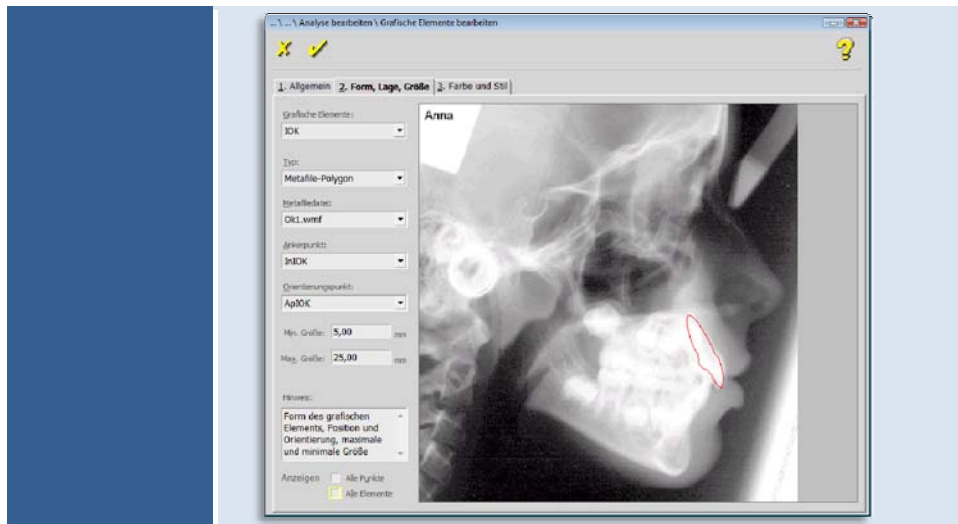 ...\ ...\ Analyse bearbeiten \ Grafische Elemente bearbeiten
X ✓ ?
1. Allgemein 2. Form, Lage, Größe 3. Farbe und Stil
Grafische Elemente:
IOK
Typ:
Metafile-Polygon
Metafiledatei:
Ok1.wmf
Ankerpunkt:
InIOK
Orientierungspunkt:
ApIOK
Min. Größe: 5,00 mm
Max. Größe: 25,00 mm
Hinweis:
Form des grafischen
Elements, Position und
Orientierung, maximale
und minimale Größe
Anzeigen Alle Punkte
Alle Elemente
Anna